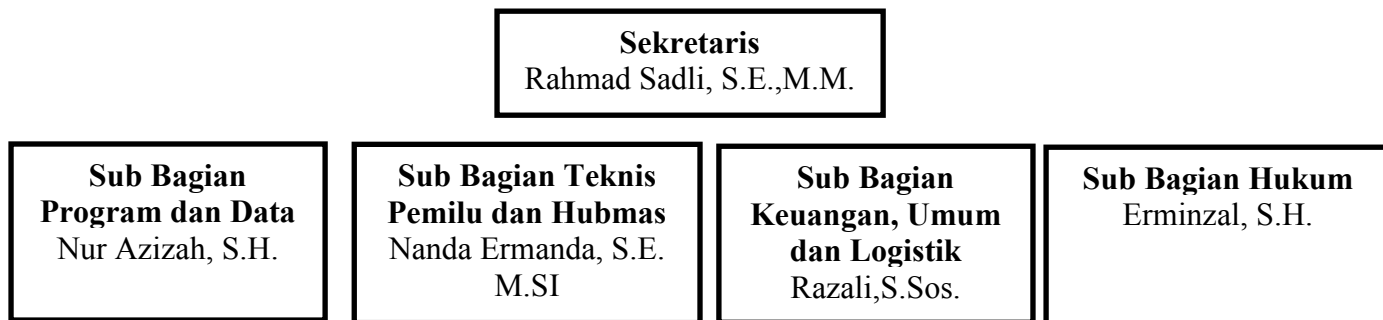 Sekretaris
Rahmad Sadli, S.E.,M.M.
Sub Bagian
Program dan Data
Nur Azizah, S.H.
Sub Bagian Teknis
Pemilu dan Hubmas
Nanda Ermanda, S.E.
M.SI
Sub Bagian
Keuangan, Umum
dan Logistik
Razali,S.Sos.
Sub Bagian Hukum
Erminzal, S.H.